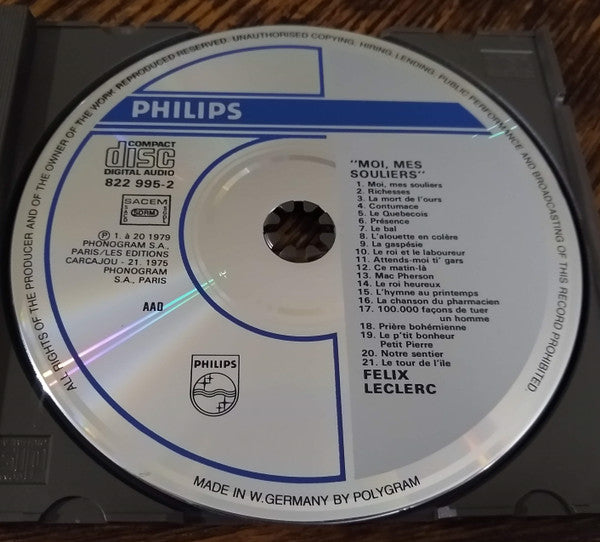 ALL RIGHTS OF THE PRODUCER AND OF THE OWNER OF THE WORK REPRODUCED RESERVED. UNAUTHORISED COPYING, HIRING, LENDING, PUBLIC PERFORMANCE AND BROADCASTING OF THIS RECORD PROHIBITED.
PHILIPS
COMPACT
disc
DIGITAL AUDIO
822 995-2
SACEM
SDRM
Ⓟ 1. à 20 1979
PHONOGRAM S.A.,
PARIS/LES EDITIONS
CARCAJOU - 21. 1975
PHONOGRAM
S.A., PARIS
AAD
PHILIPS
"MOI, MES
SOULIERS"
1. Moi, mes souliers
2. Richesses
3. La mort de l'ours
4. Contumace
5. Le Quebecois
6. Présence
7. Le bal
8. L'alouette en colère
9. La gaspésie
10. Le roi et le laboureur
11. Attends-moi ti' gars
12. Ce matin-là
13. Mac Pherson
14. Le roi heureux
15. L'hymne au printemps
16. La chanson du pharmacien
17. 100.000 façons de tuer
un homme
18. Prière bohémienne
19. Le p'tit bonheur
Petit Pierre
20. Notre sentier
21. Le tour de l'ile
FELIX
LECLERC
MADE IN W.GERMANY BY POLYGRAM